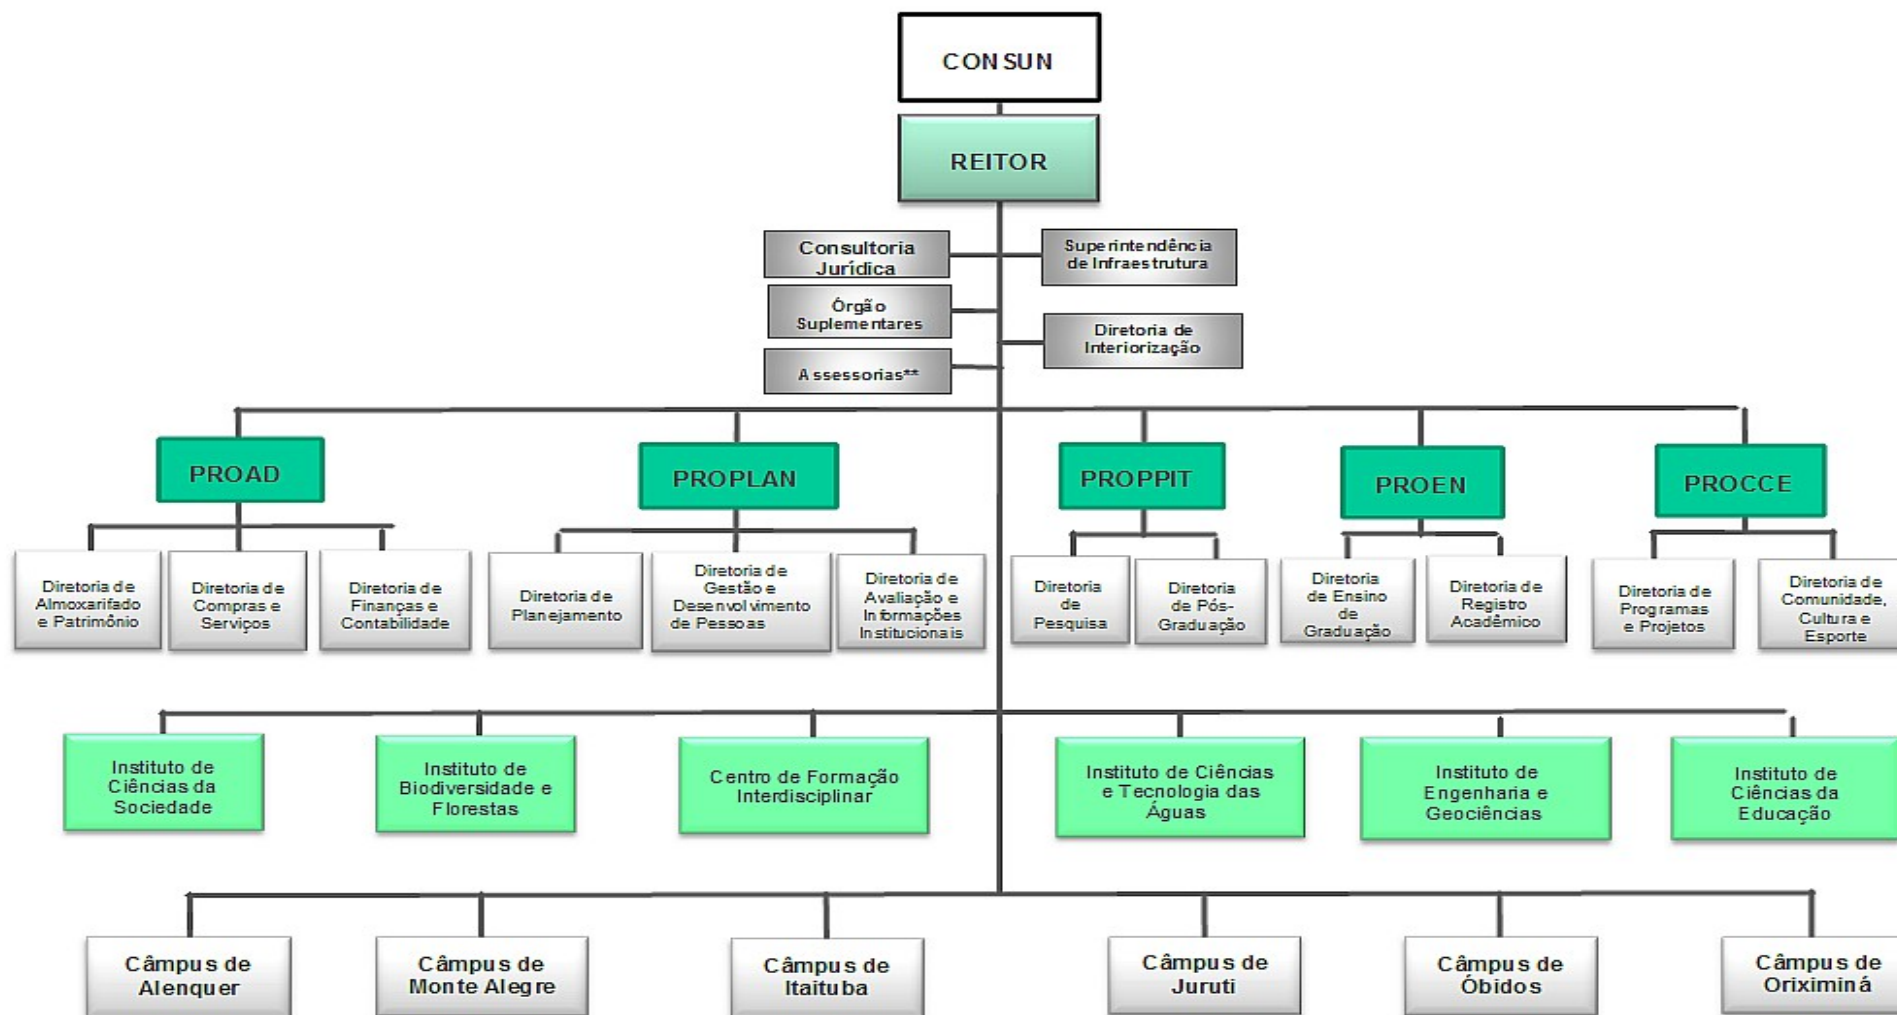 CONSUN
REITOR
Consultoria
Jurídica
Superintendência
de Infraestrutura
Órgão
Suplementares
Diretoria de
Interiorização
Assessorias**
PROAD
PROPLAN
PROPPIT
PROEN
PROCCE
Diretoria de
Almoxarifado
e Patrimônio
Diretoria de
Compras e
Serviços
Diretoria de
Finanças e
Contabilidade
Diretoria de
Planejamento
Diretoria de
Gestão e
Desenvolvimento
de Pessoas
Diretoria de
Avaliação e
Informações
Institucionais
Diretoria
de
Pesquisa
Diretoria
de Pós-
Graduação
Diretoria
de Ensino
de
Graduação
Diretoria de
Registro
Acadêmico
Diretoria de
Programas
e Projetos
Diretoria de
Comunidade,
Cultura e
Esporte
Instituto de
Ciências da
Sociedade
Instituto de
Biodiversidade e
Florestas
Centro de Formação
Interdisciplinar
Instituto de Ciências
e Tecnologia das
Águas
Instituto de
Engenharia e
Geociências
Instituto de
Ciências da
Educação
Câmpus de
Alenquer
Câmpus de
Monte Alegre
Câmpus de
Itaituba
Câmpus de
Juruti
Câmpus de
Óbidos
Câmpus de
Oriximiná